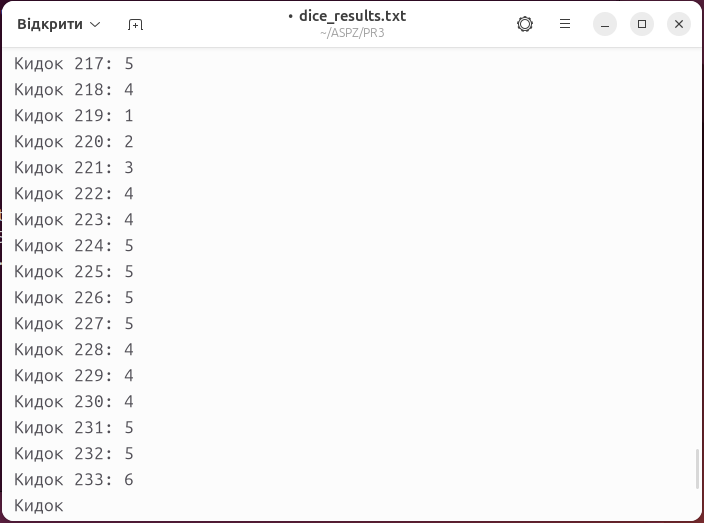 Відкрити
• dice_results.txt
~/ASPZ/PR3
Кидок 217: 5
Кидок 218: 4
Кидок 219: 1
Кидок 220: 2
Кидок 221: 3
Кидок 222: 4
Кидок 223: 4
Кидок 224: 5
Кидок 225: 5
Кидок 226: 5
Кидок 227: 5
Кидок 228: 4
Кидок 229: 4
Кидок 230: 4
Кидок 231: 5
Кидок 232: 5
Кидок 233: 6
Кидок